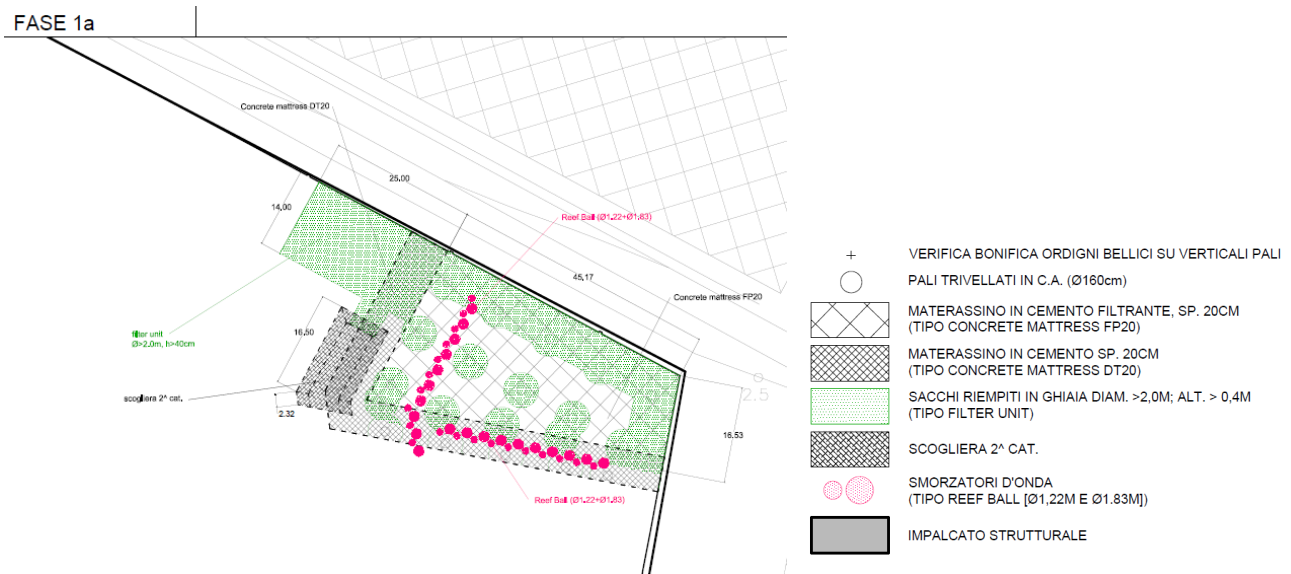 FASE 1a
Concrete mattress DT20
25.00
14,00
Reef Ball (Ø1.22+Ø1.83)
45,17
Concrete mattress FP20
16,50
filter unit
Ø>2,0m, h>40cm
2.5
scogliera 2^ cat.
2.32
16.53
Reef Ball (Ø1.22+Ø1.83)
VERIFICA BONIFICA ORDIGNI BELLICI SU VERTICALI PALI
PALI TRIVELLATI IN C.A. (Ø160cm)
MATERASSINO IN CEMENTO FILTRANTE, SP. 20CM
(TIPO CONCRETE MATTRESS FP20)
MATERASSINO IN CEMENTO SP. 20CM
(TIPO CONCRETE MATTRESS DT20)
SACCHI RIEMPITI IN GHIAIA DIAM. >2,0M; ALT. > 0,4M
(TIPO FILTER UNIT)
SCOGLIERA 2^ CAT.
SMORZATORI D'ONDA
(TIPO REEF BALL [Ø1,22M E Ø1.83M])
IMPALCATO STRUTTURALE